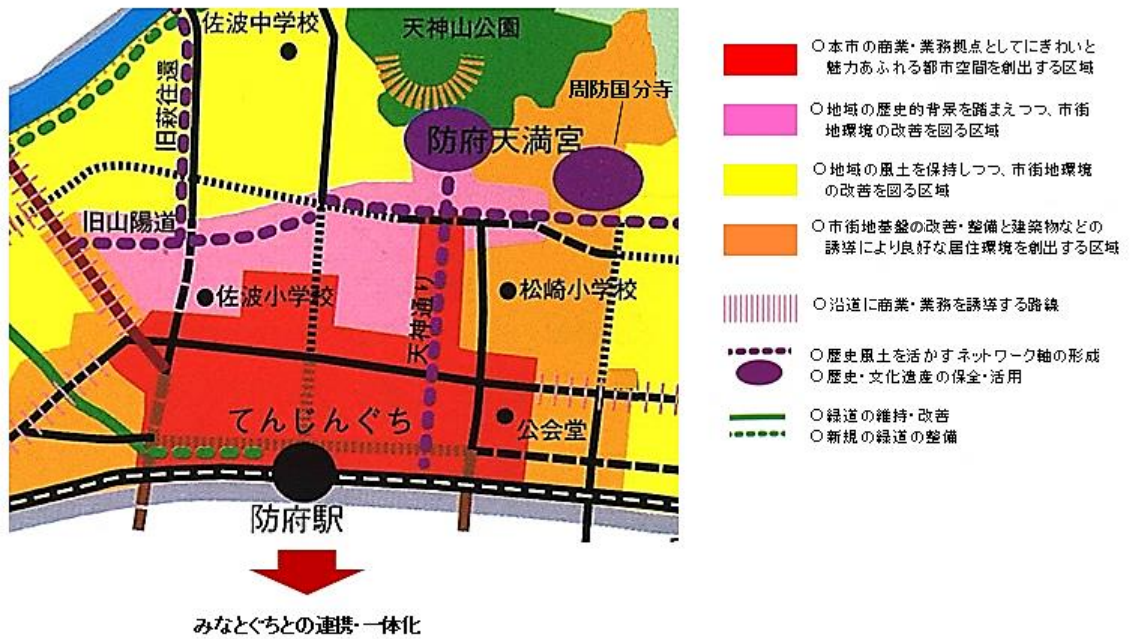 佐波中学校
天神山公園
周防国分寺
旧萩往還
防府天満宮
旧山陽道
佐波小学校
天神通り
松崎小学校
てんじんぐち
公会堂
防府駅
みなとぐちとの連携・一体化
○本市の商業・業務拠点としてにぎわいと
魅力あふれる都市空間を創出する区域
○地域の歴史的背景を踏まえつつ、市街
地環境の改善を図る区域
○地域の風土を保持しつつ、市街地環境
の改善を図る区域
○市街地基盤の改善・整備と建築物などの
誘導により良好な居住環境を創出する区域
○沿道に商業・業務を誘導する路線
○歴史風土を活かすネットワーク軸の形成
○歴史・文化遺産の保全・活用
○緑道の維持・改善
○新規の緑道の整備